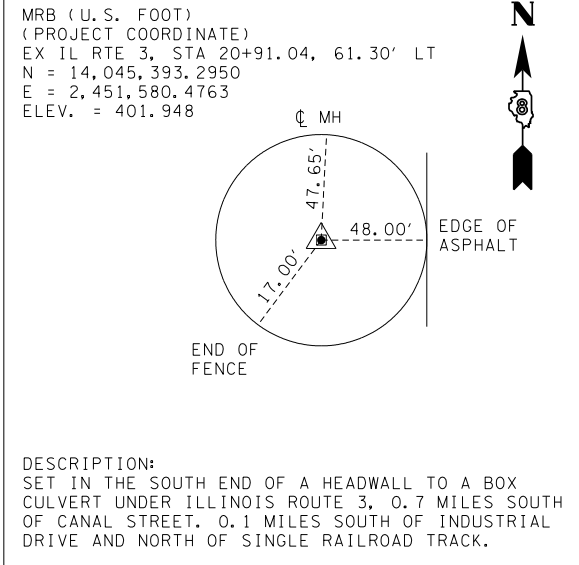 MRB (U.S. FOOT)
(PROJECT COORDINATE)
EX IL RTE 3, STA 20+91.04, 61.30' LT
N = 14,045,393.2950
E = 2,451,580.4763
ELEV. = 401.948
N
8
℄ MH
47.65'
48.00'
EDGE OF
ASPHALT
17.00'
END OF
FENCE
DESCRIPTION:
SET IN THE SOUTH END OF A HEADWALL TO A BOX
CULVERT UNDER ILLINOIS ROUTE 3, 0.7 MILES SOUTH
OF CANAL STREET. 0.1 MILES SOUTH OF INDUSTRIAL
DRIVE AND NORTH OF SINGLE RAILROAD TRACK.